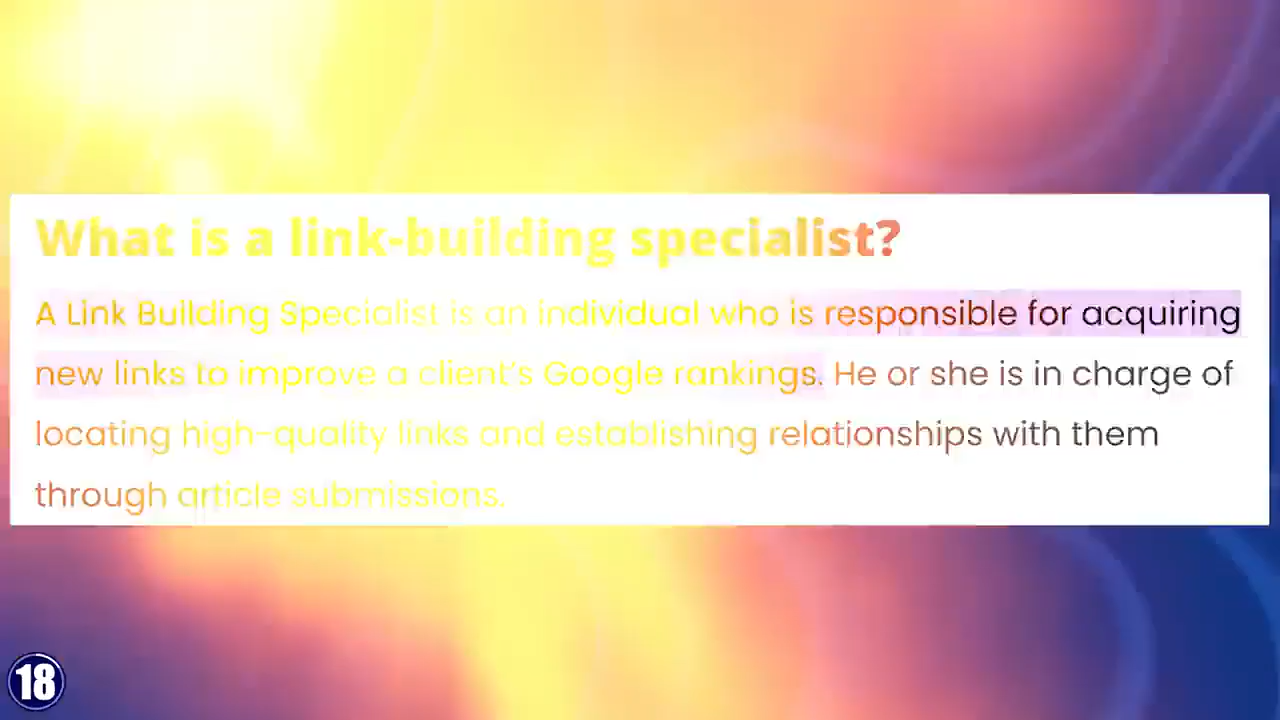 What is a link-building specialist?
A Link Building Specialist is an individual who is responsible for acquiring
new links to improve a client's Google rankings. He or she is in charge of
locating high-quality links and establishing relationships with them
through article submissions.
18